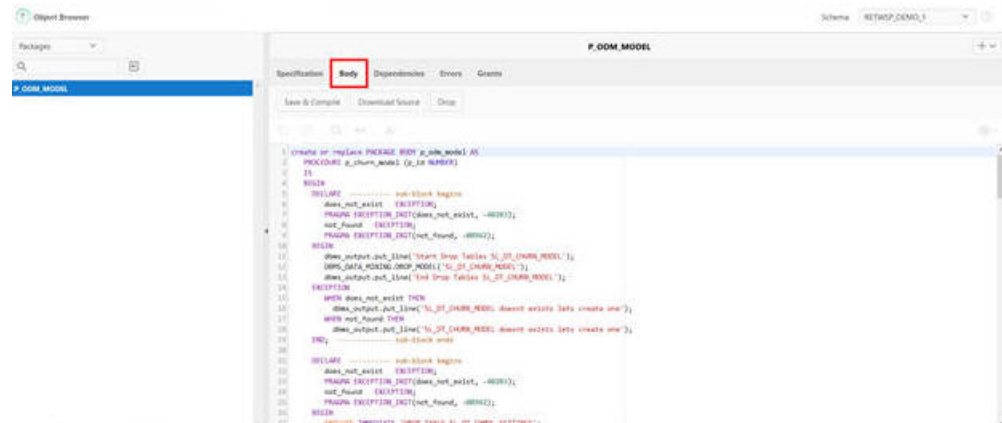 Object Browser
Schema RETWSP_DEMO_1
Packages
P_ODM_MODEL
P_ODM_MODEL
Specification Body Dependencies Errors Grants
Save & Compile Download Source Drop
1 create or replace PACKAGE BODY p_odm_model AS
2 PROCEDURE p_churn_model (p_id NUMBER)
3 IS
4 BEGIN
5 DECLARE ---------- sub-block begins
6 does_not_exist EXCEPTION;
7 PRAGMA EXCEPTION_INIT(does_not_exist, -40203);
8 not_found EXCEPTION;
9 PRAGMA EXCEPTION_INIT(not_found, -00942);
10 BEGIN
11 dbms_output.put_line('Start Drop Tables SL_DT_CHURN_MODEL');
12 DBMS_DATA_MINING.DROP_MODEL('SL_DT_CHURN_MODEL');
13 dbms_output.put_line('End Drop Tables SL_DT_CHURN_MODEL');
14 EXCEPTION
15 WHEN does_not_exist THEN
16 dbms_output.put_line('SL_DT_CHURN_MODEL doesnt exists lets create one');
17 WHEN not_found THEN
18 dbms_output.put_line('SL_DT_CHURN_MODEL doesnt exists lets create one');
19 END; ------------- sub-block ends
20
21 DECLARE ---------- sub-block begins
22 does_not_exist EXCEPTION;
23 PRAGMA EXCEPTION_INIT(does_not_exist, -40203);
24 not_found EXCEPTION;
25 PRAGMA EXCEPTION_INIT(not_found, -00942);
26 BEGIN